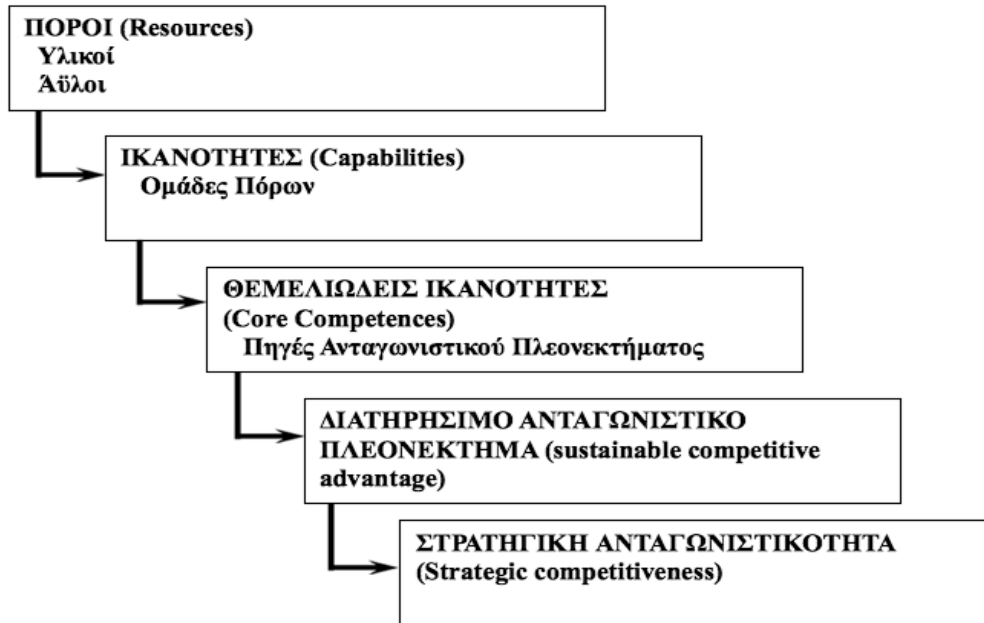 ΠΟΡΟΙ (Resources)
Υλικοί
Άϋλοι
ΙΚΑΝΟΤΗΤΕΣ (Capabilities)
Ομάδες Πόρων
ΘΕΜΕΛΙΩΔΕΙΣ ΙΚΑΝΟΤΗΤΕΣ
(Core Competences)
Πηγές Ανταγωνιστικού Πλεονεκτήματος
ΔΙΑΤΗΡΗΣΙΜΟ ΑΝΤΑΓΩΝΙΣΤΙΚΟ
ΠΛΕΟΝΕΚΤΗΜΑ (sustainable competitive
advantage)
ΣΤΡΑΤΗΓΙΚΗ ΑΝΤΑΓΩΝΙΣΤΙΚΟΤΗΤΑ
(Strategic competitiveness)